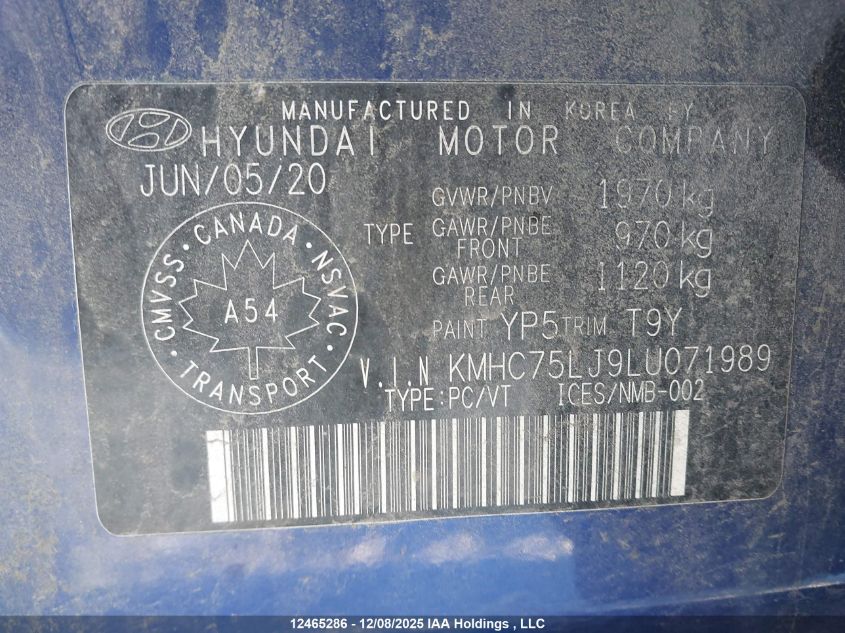 MANUFACTURED IN KOREA BY
HYUNDAI MOTOR COMPANY
JUN/05/20
GVWR/PNBV 1970 kg
TYPE GAWR/PNBE FRONT 970 kg
GAWR/PNBE REAR 1120 kg
CMVSS · CANADA · NSVAC · TRANSPORT ·
A54
PAINT YP5 TRIM T9Y
V.I.N KMHC75LJ9LU071989
TYPE:PC/VT ICES/NMB-002
12465286 - 12/08/2025 IAA Holdings , LLC